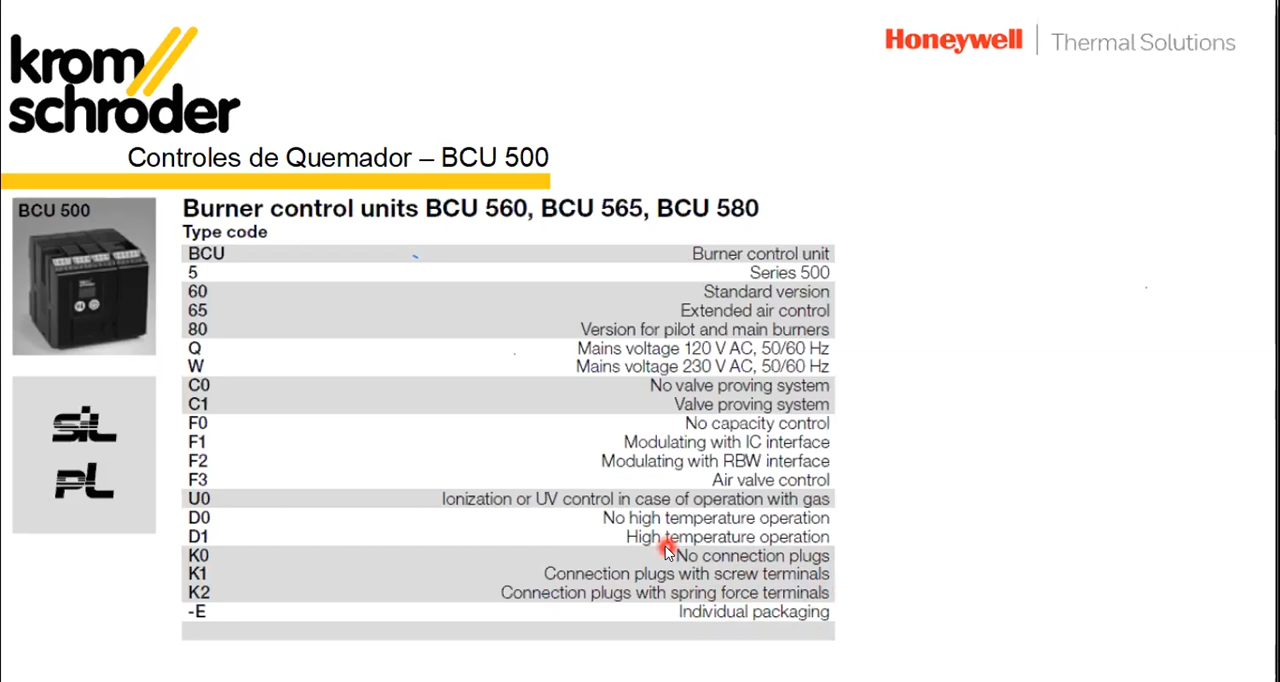 krom
schroder
Honeywell | Thermal Solutions
Controles de Quemador – BCU 500
BCU 500
SIL
PL
Burner control units BCU 560, BCU 565, BCU 580
Type code
BCU Burner control unit
5 Series 500
60 Standard version
65 Extended air control
80 Version for pilot and main burners
Q Mains voltage 120 V AC, 50/60 Hz
W Mains voltage 230 V AC, 50/60 Hz
C0 No valve proving system
C1 Valve proving system
F0 No capacity control
F1 Modulating with IC interface
F2 Modulating with RBW interface
F3 Air valve control
U0 Ionization or UV control in case of operation with gas
D0 No high temperature operation
D1 High temperature operation
K0 No connection plugs
K1 Connection plugs with screw terminals
K2 Connection plugs with spring force terminals
-E Individual packaging